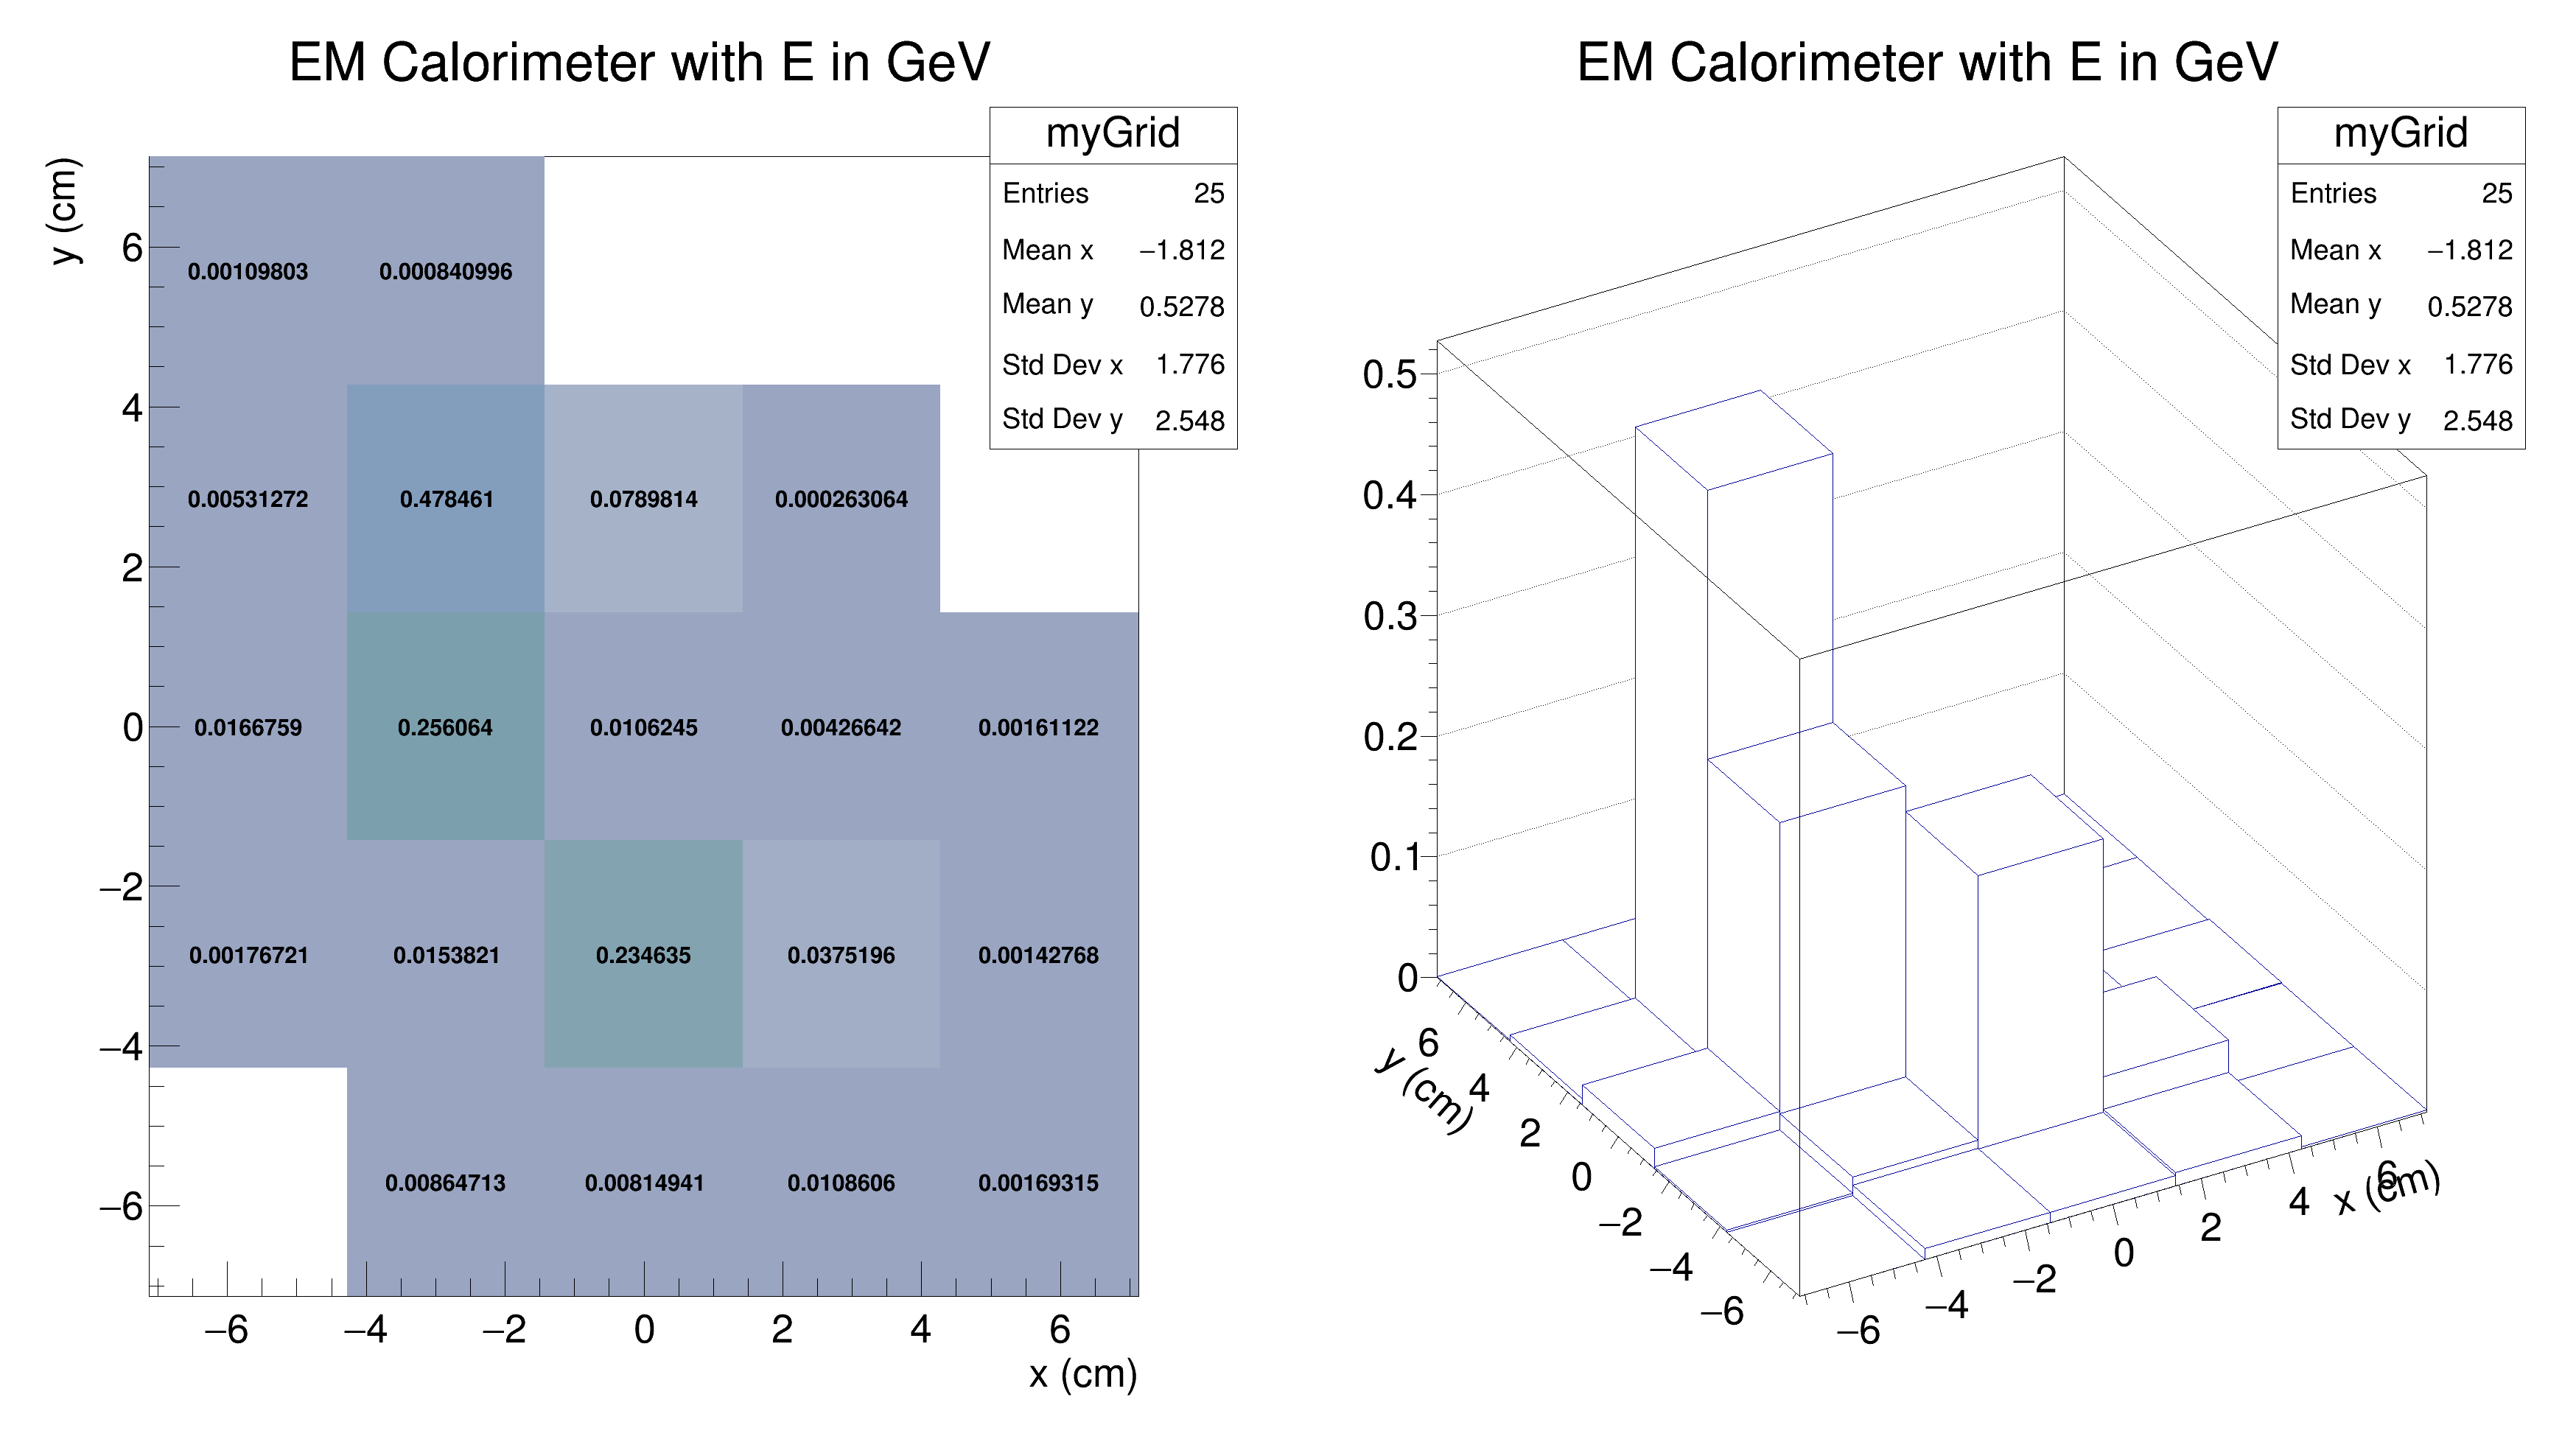 EM Calorimeter with E in GeV
myGrid
Entries 25
Mean x −1.812
Mean y 0.5278
Std Dev x 1.776
Std Dev y 2.548
y (cm)
6
4
2
0
−2
−4
−6
0.00109803 0.000840996
0.00531272 0.478461 0.0789814 0.000263064
0.0166759 0.256064 0.0106245 0.00426642 0.00161122
0.00176721 0.0153821 0.234635 0.0375196 0.00142768
0.00864713 0.00814941 0.0108606 0.00169315
−6 −4 −2 0 2 4 6
x (cm)
EM Calorimeter with E in GeV
myGrid
Entries 25
Mean x −1.812
Mean y 0.5278
Std Dev x 1.776
Std Dev y 2.548
0.5
0.4
0.3
0.2
0.1
0
y (cm)
6
4
2
0
−2
−4
−6
−6 −4 −2 0 2 4 6
x (cm)